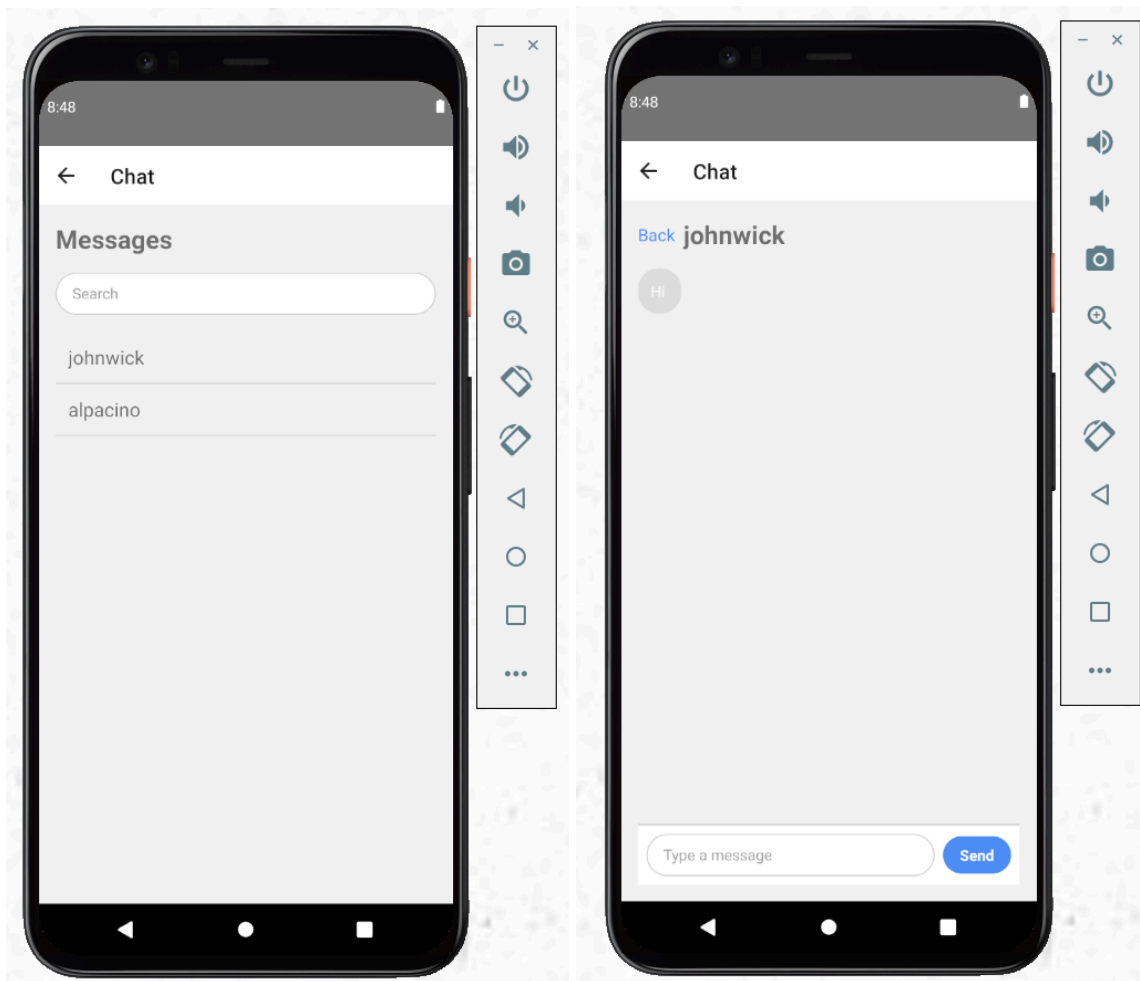 8:48
Chat
Messages
Search
johnwick
alpacino
8:48
Chat
Back johnwick
Hi
Type a message Send